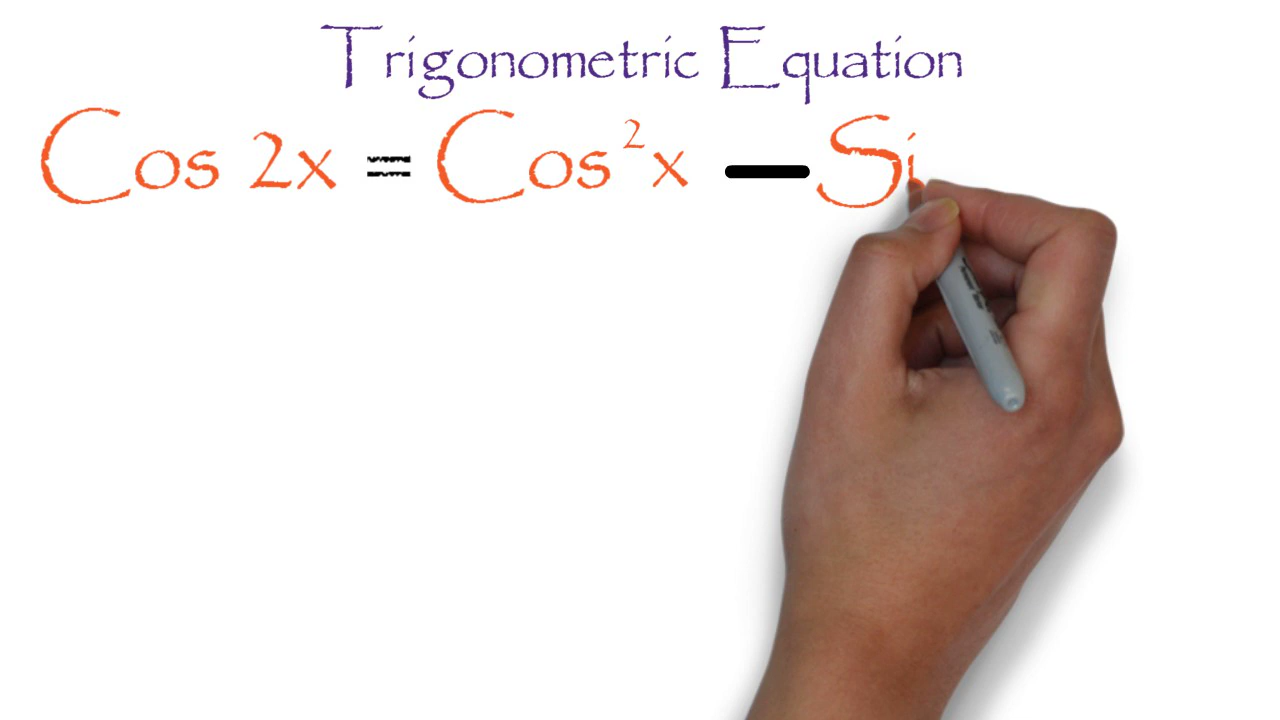 Trigonometric Equation
Cos 2x = Cos²x — Si